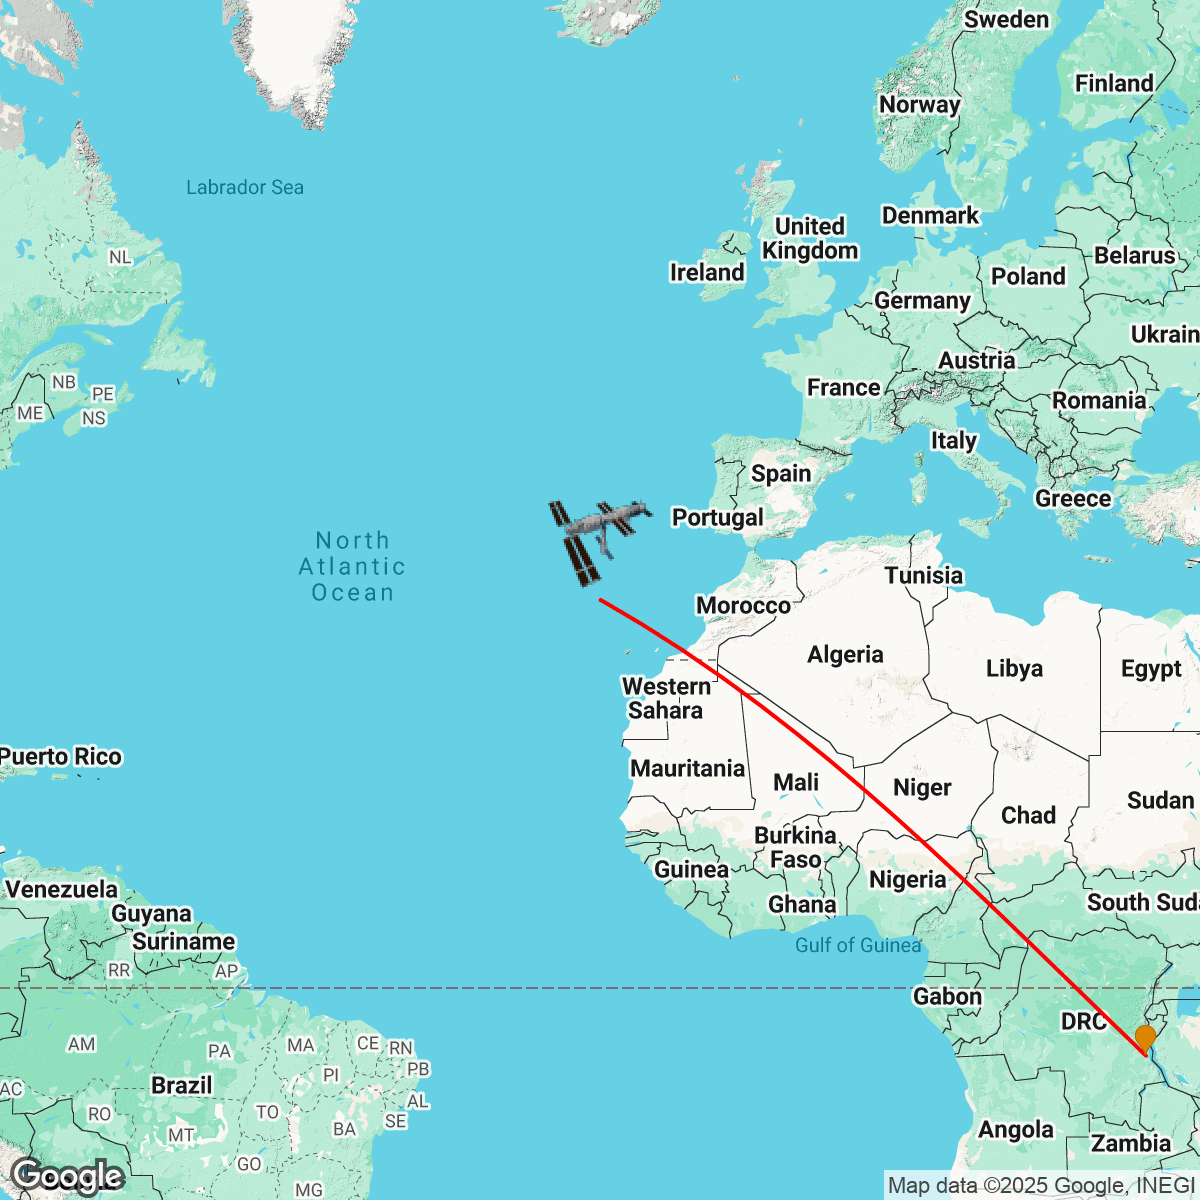 Sweden
Finland
Norway
Labrador Sea
Denmark
United
Kingdom
NL
Belarus
Ireland
Poland
Germany
Ukrain
Austria
NB
France
PE
Romania
ME
NS
Italy
Spain
Greece
Portugal
North
Atlantic
Ocean
Tunisia
Morocco
Algeria
Libya
Egypt
Western
Sahara
Puerto Rico
Mauritania
Mali
Niger
Sudan
Chad
Burkina
Faso
Guinea
Nigeria
Venezuela
South Suda
Ghana
Guyana
Suriname
Gulf of Guinea
RR
AP
Gabon
DRC
AM
PA
MA
CE
RN
PI
PB
AC
Brazil
AL
RO
TO
SE
MT
BA
Angola
Zambia
GO
Google
MG
Map data ©2025 Google, INEGI